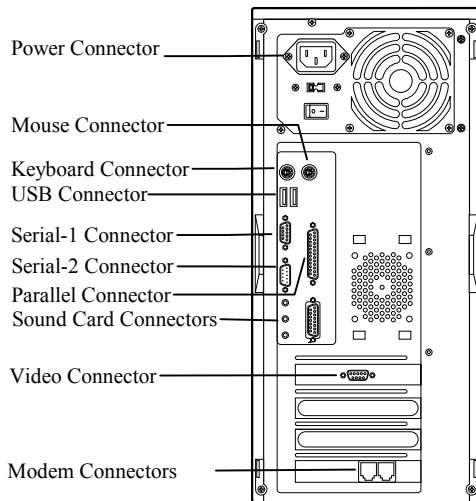 Power Connector
Mouse Connector
Keyboard Connector
USB Connector
Serial-1 Connector
Serial-2 Connector
Parallel Connector
Sound Card Connectors
Video Connector
Modem Connectors